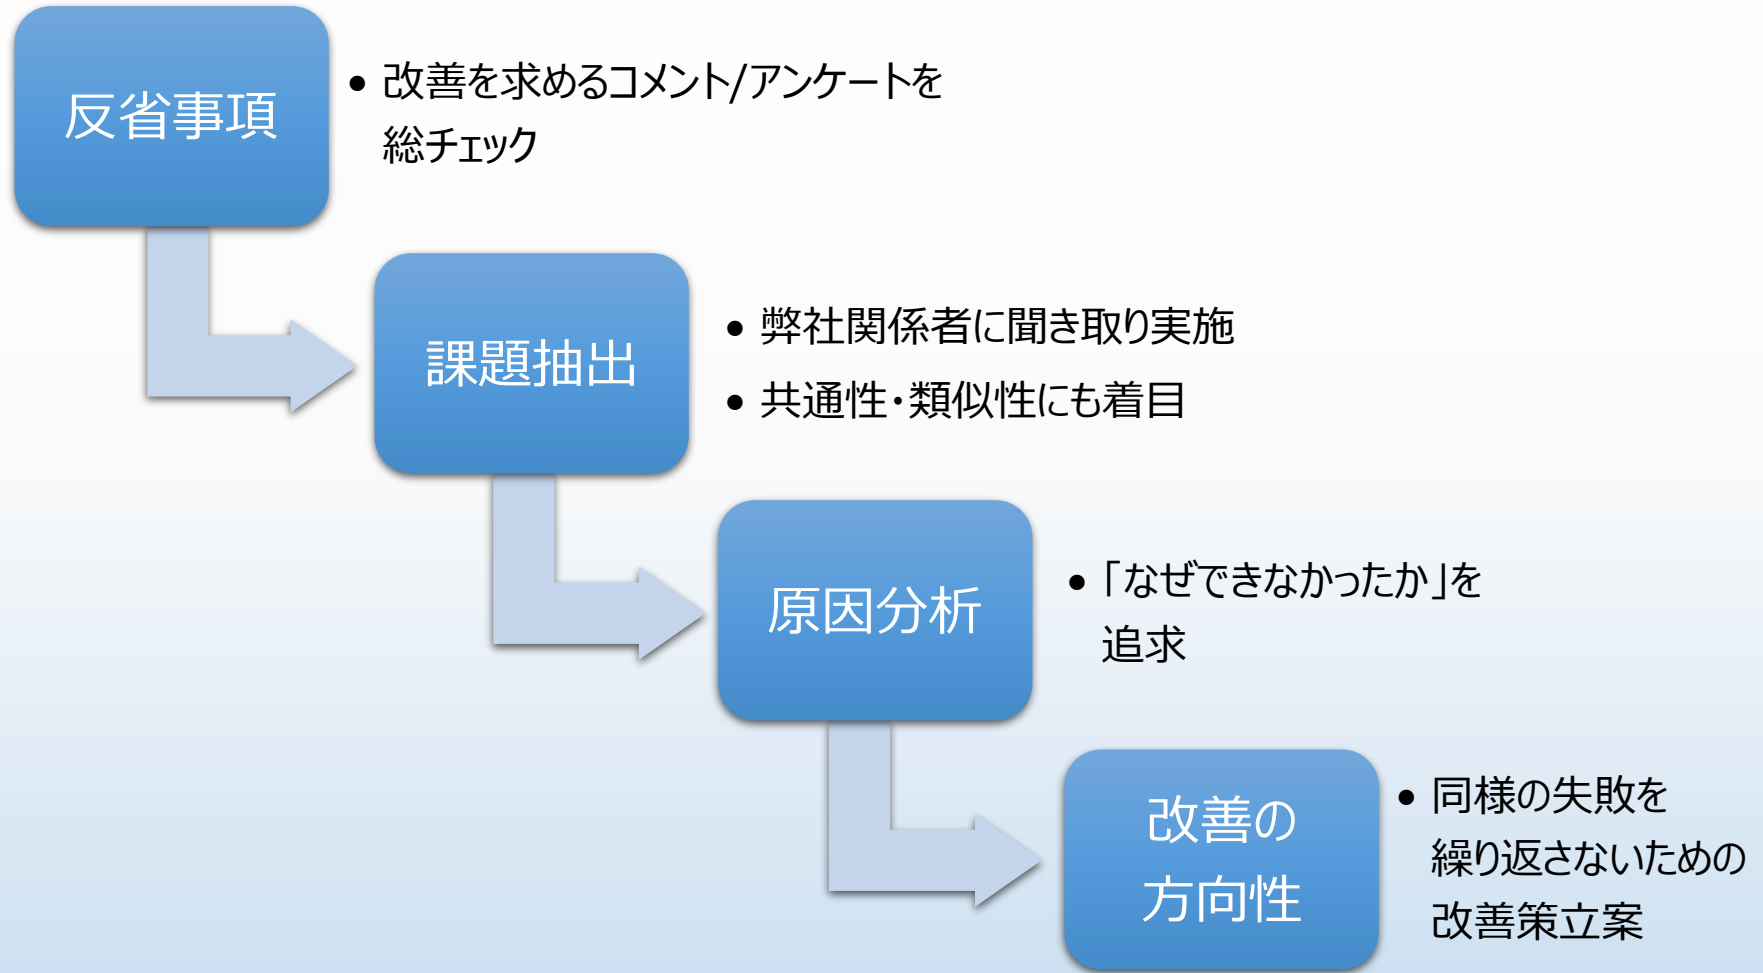 反省事項
• 改善を求めるコメント/アンケートを
総チェック
課題抽出
• 弊社関係者に聞き取り実施
• 共通性・類似性にも着目
原因分析
• 「なぜできなかったか」を
追求
改善の
方向性
• 同様の失敗を
繰り返さないための
改善策立案